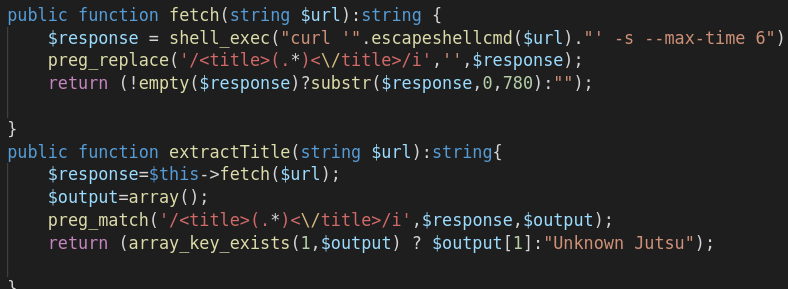 public function fetch(string $url):string {
$response = shell_exec("curl '".escapeshellcmd($url)."' -s --max-time 6")
preg_replace('/<title>(.*)<\/title>/i','',$response);
return (!empty($response)?substr($response,0,780):"");
}
public function extractTitle(string $url):string{
$response=$this->fetch($url);
$output=array();
preg_match('/<title>(.*)<\/title>/i',$response,$output);
return (array_key_exists(1,$output) ? $output[1]:"Unknown Jutsu");
}